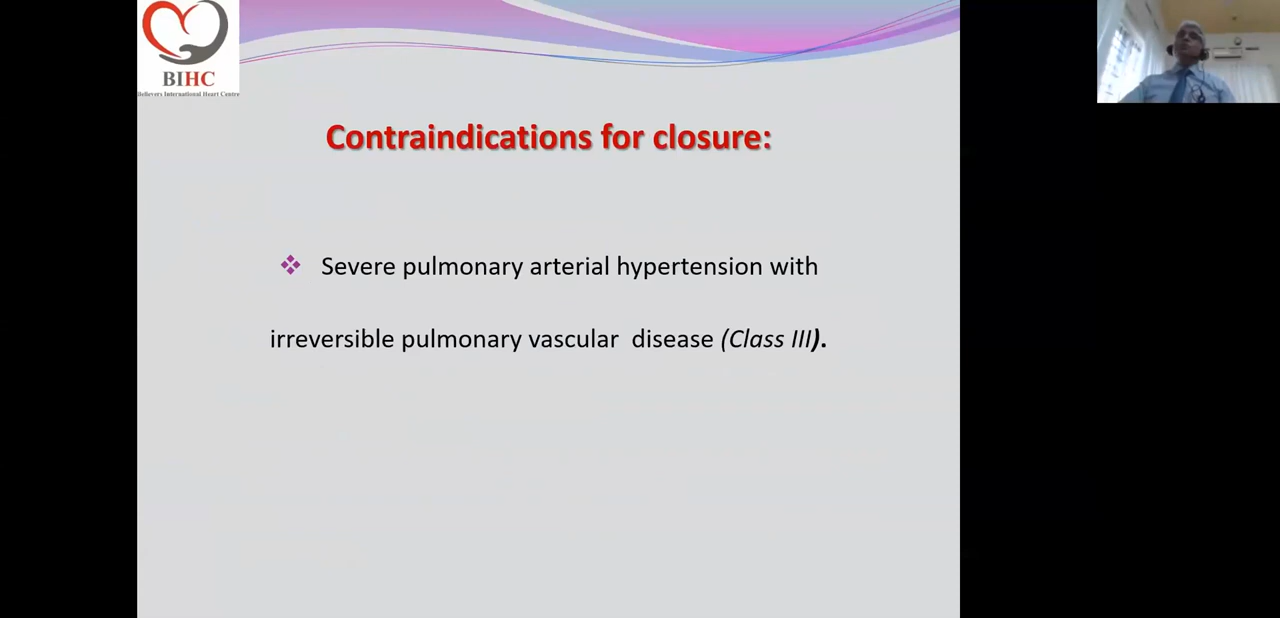 BIHC
Believers International Heart Centre
Contraindications for closure:
❖ Severe pulmonary arterial hypertension with
irreversible pulmonary vascular disease (Class III).